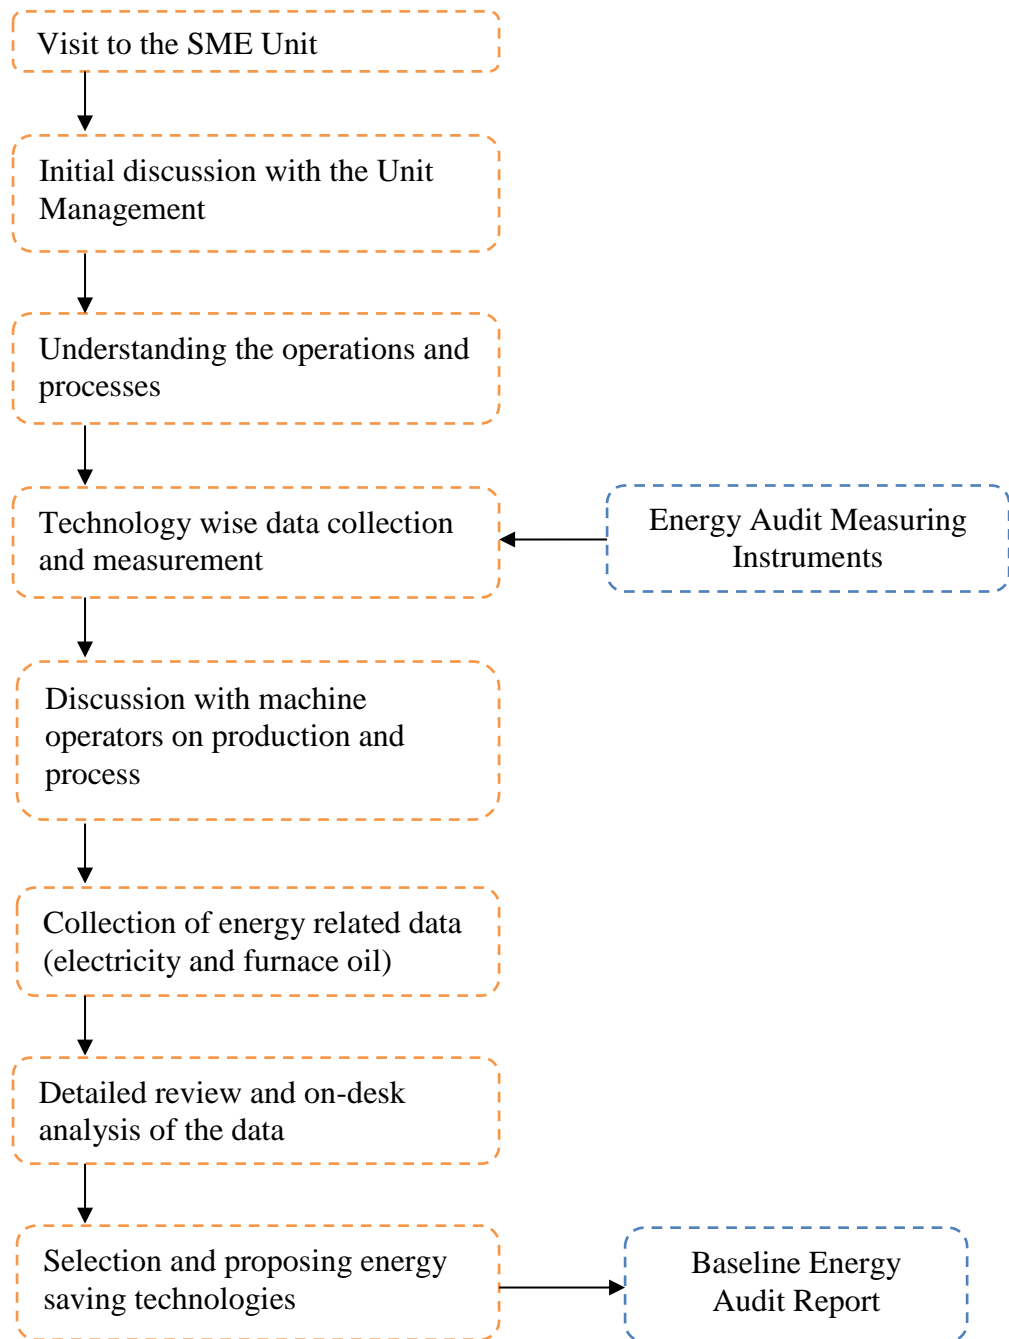 Visit to the SME Unit
Initial discussion with the Unit
Management
Understanding the operations and
processes
Technology wise data collection
and measurement
Energy Audit Measuring
Instruments
Discussion with machine
operators on production and
process
Collection of energy related data
(electricity and furnace oil)
Detailed review and on-desk
analysis of the data
Selection and proposing energy
saving technologies
Baseline Energy
Audit Report